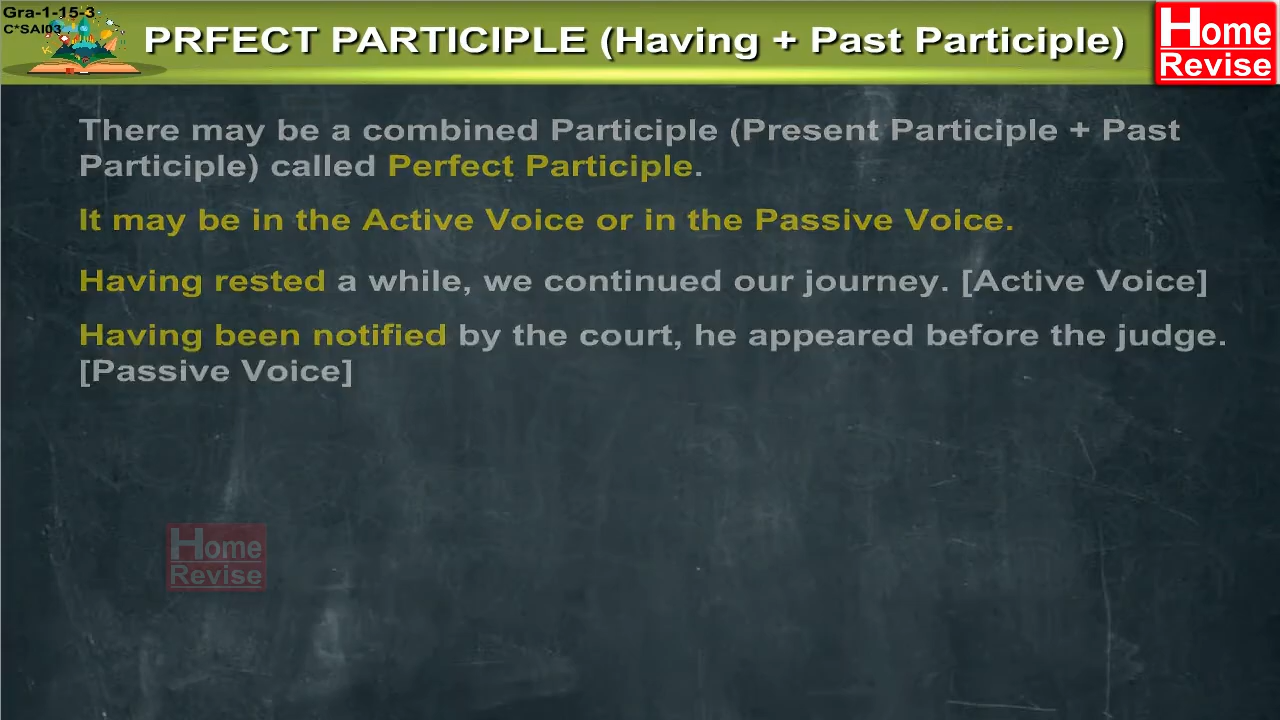 Gra-1-15-3
C*SAI03
PRFECT PARTICIPLE (Having + Past Participle)
Home
Revise
There may be a combined Participle (Present Participle + Past
Participle) called Perfect Participle.
It may be in the Active Voice or in the Passive Voice.
Having rested a while, we continued our journey. [Active Voice]
Having been notified by the court, he appeared before the judge.
[Passive Voice]
Home
Revise